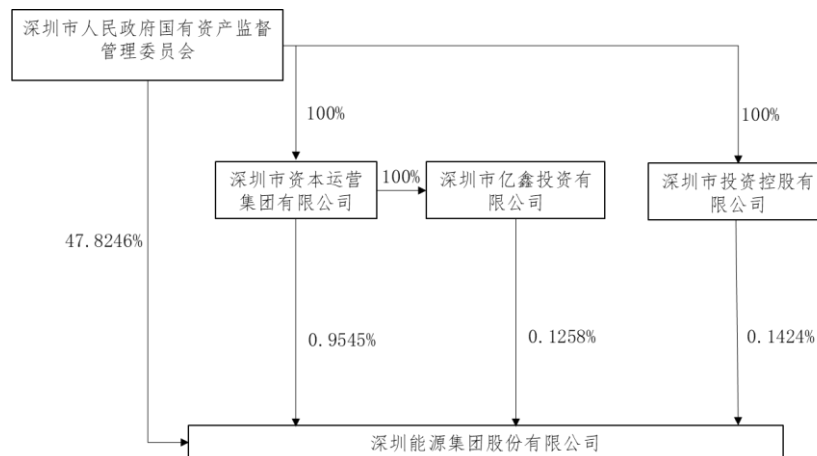 深圳市人民政府国有资产监督
管理委员会
100%
100%
深圳市资本运营
集团有限公司
100%
深圳市亿鑫投资有
限公司
深圳市投资控股有
限公司
47.8246%
0.9545%
0.1258%
0.1424%
深圳能源集团股份有限公司